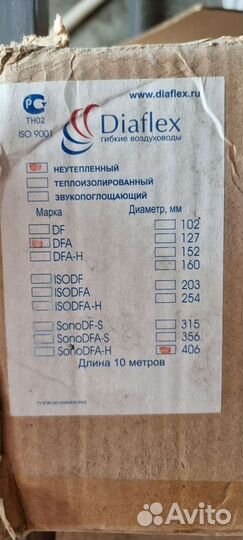 www.diaflex.ru
РС
ТН02
ISO 9001
Diaflex
гибкие воздуховоды
НЕУТЕПЛЕННЫЙ
ТЕПЛОИЗОЛИРОВАННЫЙ
ЗВУКОПОГЛОЩАЮЩИЙ
Марка Диаметр, мм
DF 102
DFA 127
DFA-H 152
160
ISODF 203
ISODFA 254
ISODFA-H
SonoDF-S 315
SonoDFA-S 356
SonoDFA-H 406
Длина 10 метров
Avito